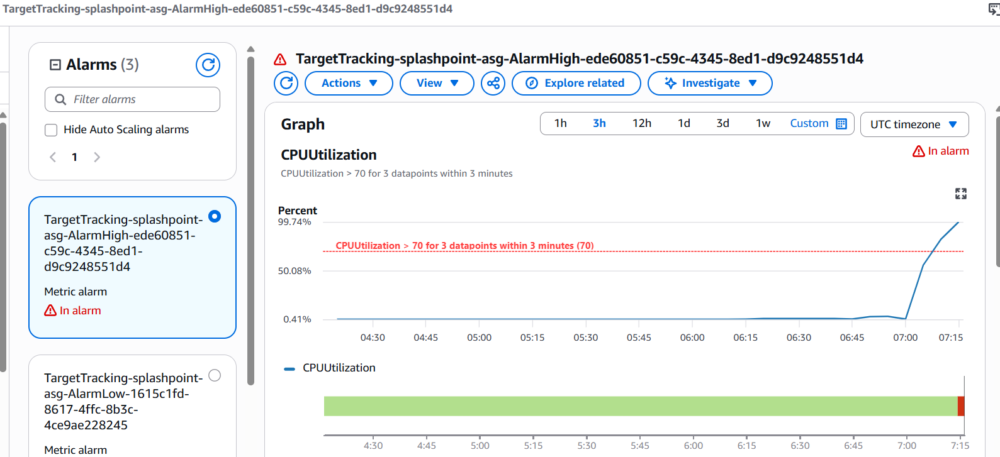 TargetTracking-splashpoint-asg-AlarmHigh-ede60851-c59c-4345-8ed1-d9c9248551d4
Alarms (3)
Filter alarms
Hide Auto Scaling alarms
1
TargetTracking-splashpoint-
asg-AlarmHigh-ede60851-
c59c-4345-8ed1-
d9c9248551d4
Metric alarm
In alarm
TargetTracking-splashpoint-
asg-AlarmLow-1615c1fd-
8617-4ffc-8b3c-
4ce9ae228245
Metric alarm
TargetTracking-splashpoint-asg-AlarmHigh-ede60851-c59c-4345-8ed1-d9c9248551d4
Actions View Explore related Investigate
Graph
1h 3h 12h 1d 3d 1w Custom UTC timezone
CPUUtilization
In alarm
CPUUtilization > 70 for 3 datapoints within 3 minutes
Percent
99.74%
CPUUtilization > 70 for 3 datapoints within 3 minutes (70)
50.08%
0.41%
04:30 04:45 05:00 05:15 05:30 05:45 06:00 06:15 06:30 06:45 07:00 07:15
CPUUtilization
4:30 4:45 5:00 5:15 5:30 5:45 6:00 6:15 6:30 6:45 7:00 7:15